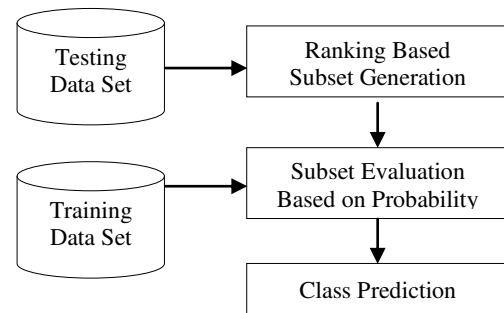 Testing
Data Set
Ranking Based
Subset Generation
Training
Data Set
Subset Evaluation
Based on Probability
Class Prediction